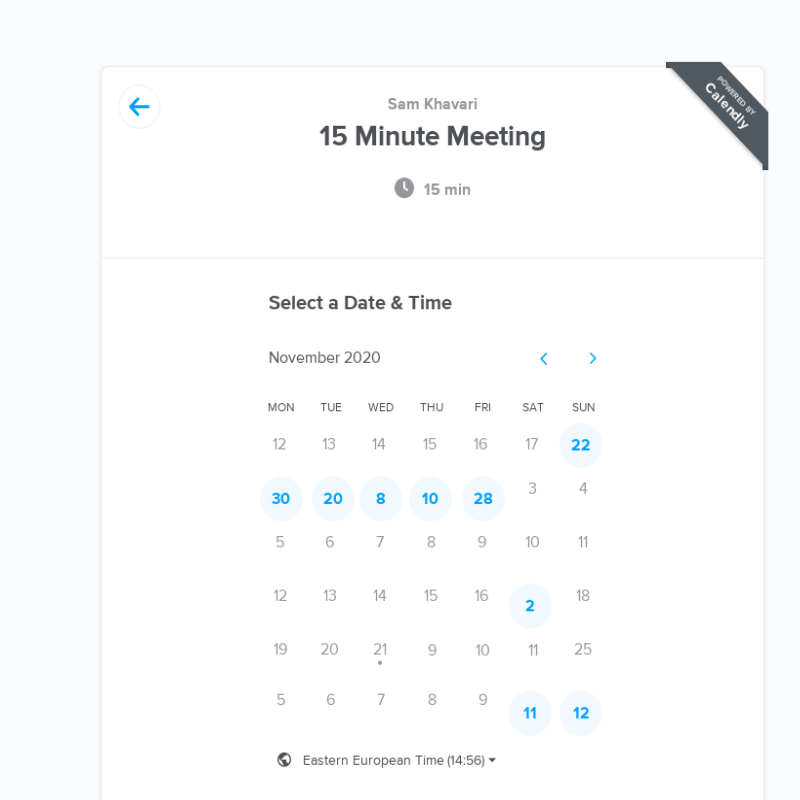 POWERED BY
Calendly
Sam Khavari
15 Minute Meeting
15 min
Select a Date & Time
November 2020
MON TUE WED THU FRI SAT SUN
12 13 14 15 16 17 22
30 20 8 10 28 3 4
5 6 7 8 9 10 11
12 13 14 15 16 2 18
19 20 21 9 10 11 25
5 6 7 8 9 11 12
Eastern European Time (14:56)